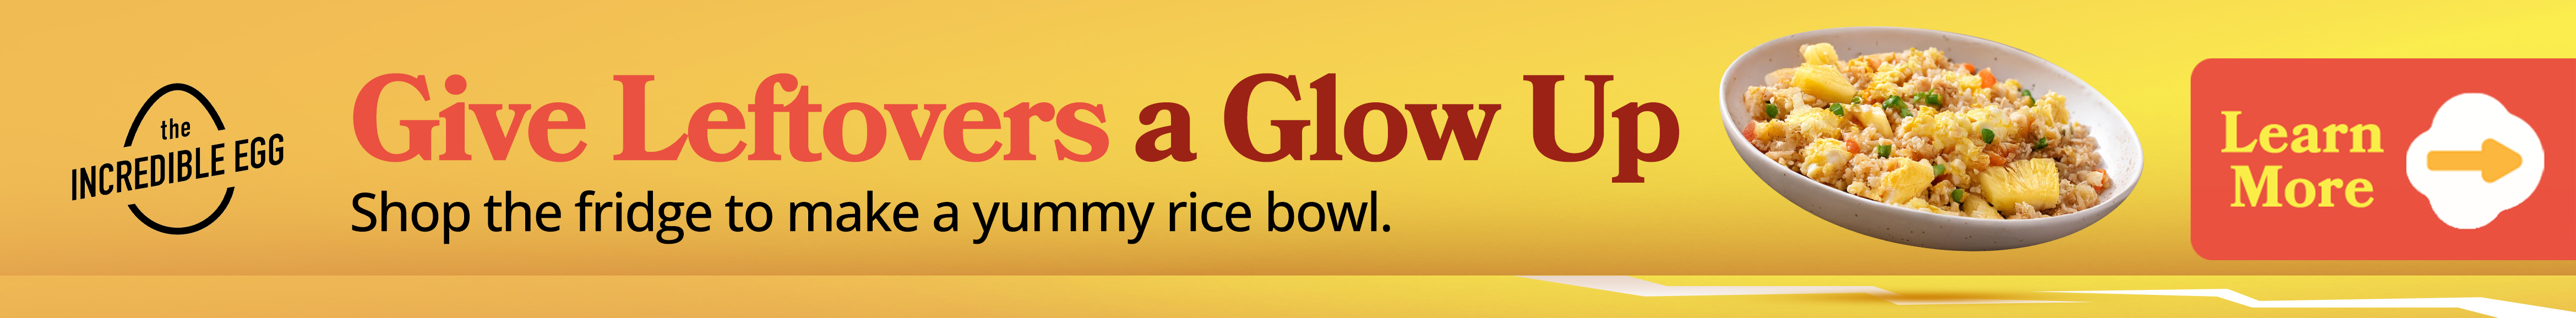 the
INCREDIBLE EGG
Give Leftovers a Glow Up
Shop the fridge to make a yummy rice bowl.
Learn
More